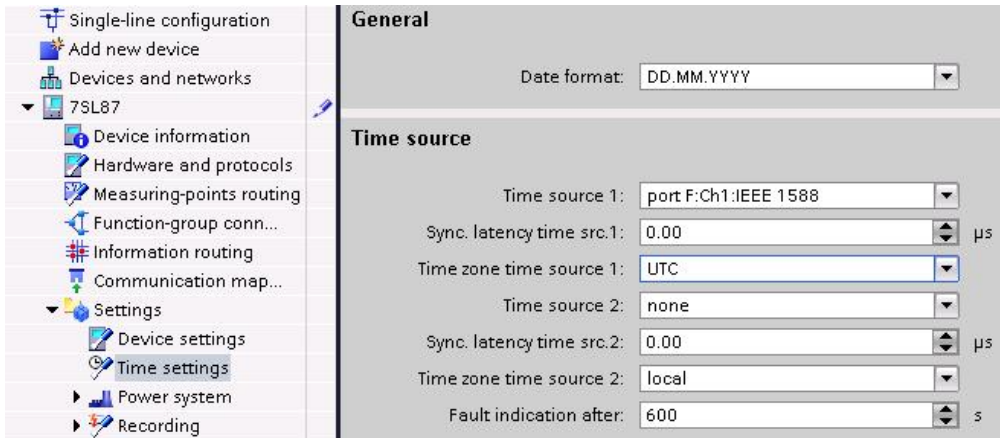 Single-line configuration
Add new device
Devices and networks
7SL87
Device information
Hardware and protocols
Measuring-points routing
Function-group conn...
Information routing
Communication map...
Settings
Device settings
Time settings
Power system
Recording
General
Date format: DD.MM.YYYY
Time source
Time source 1: port F:Ch1:IEEE 1588
Sync. latency time src.1: 0.00 µs
Time zone time source 1: UTC
Time source 2: none
Sync. latency time src.2: 0.00 µs
Time zone time source 2: local
Fault indication after: 600 s